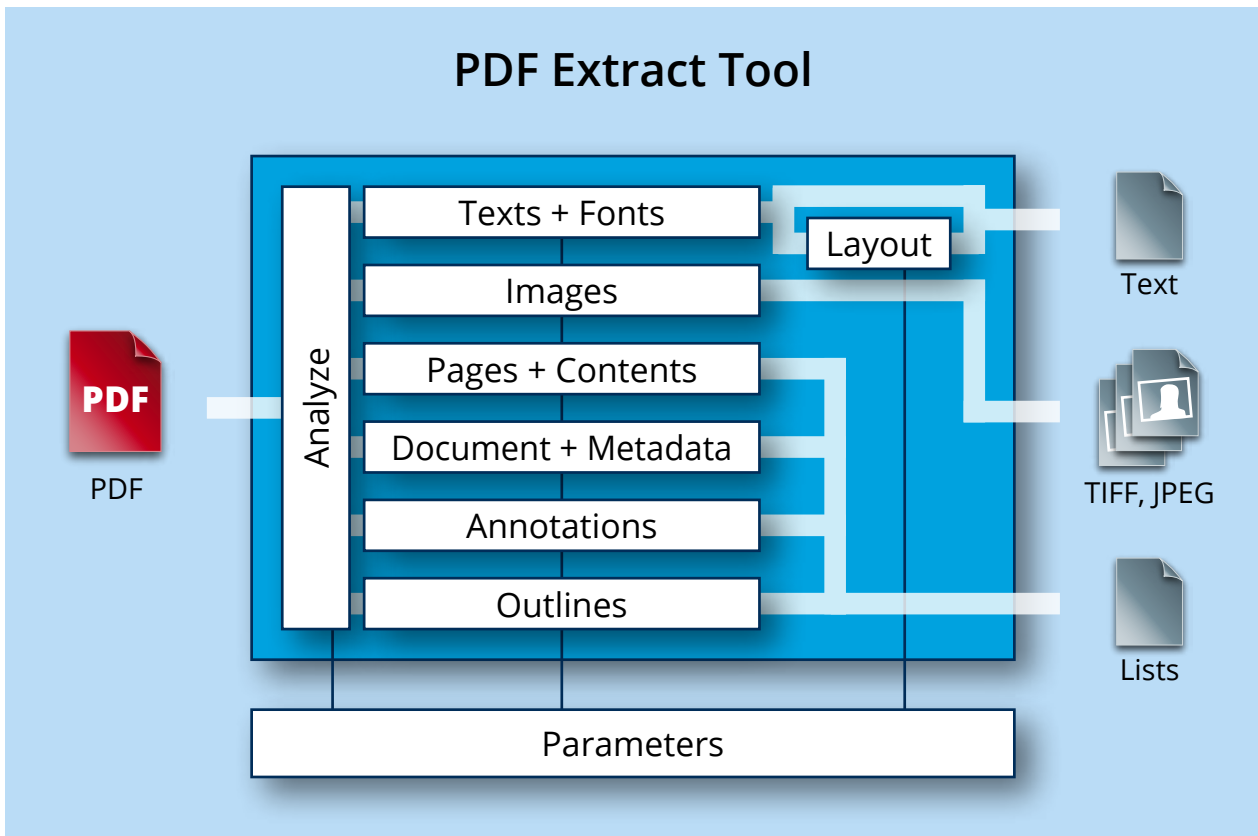 PDF Extract Tool
Analyze
Texts + Fonts
Layout
Images
Pages + Contents
Document + Metadata
Annotations
Outlines
Parameters
PDF
PDF
Text
TIFF, JPEG
Lists